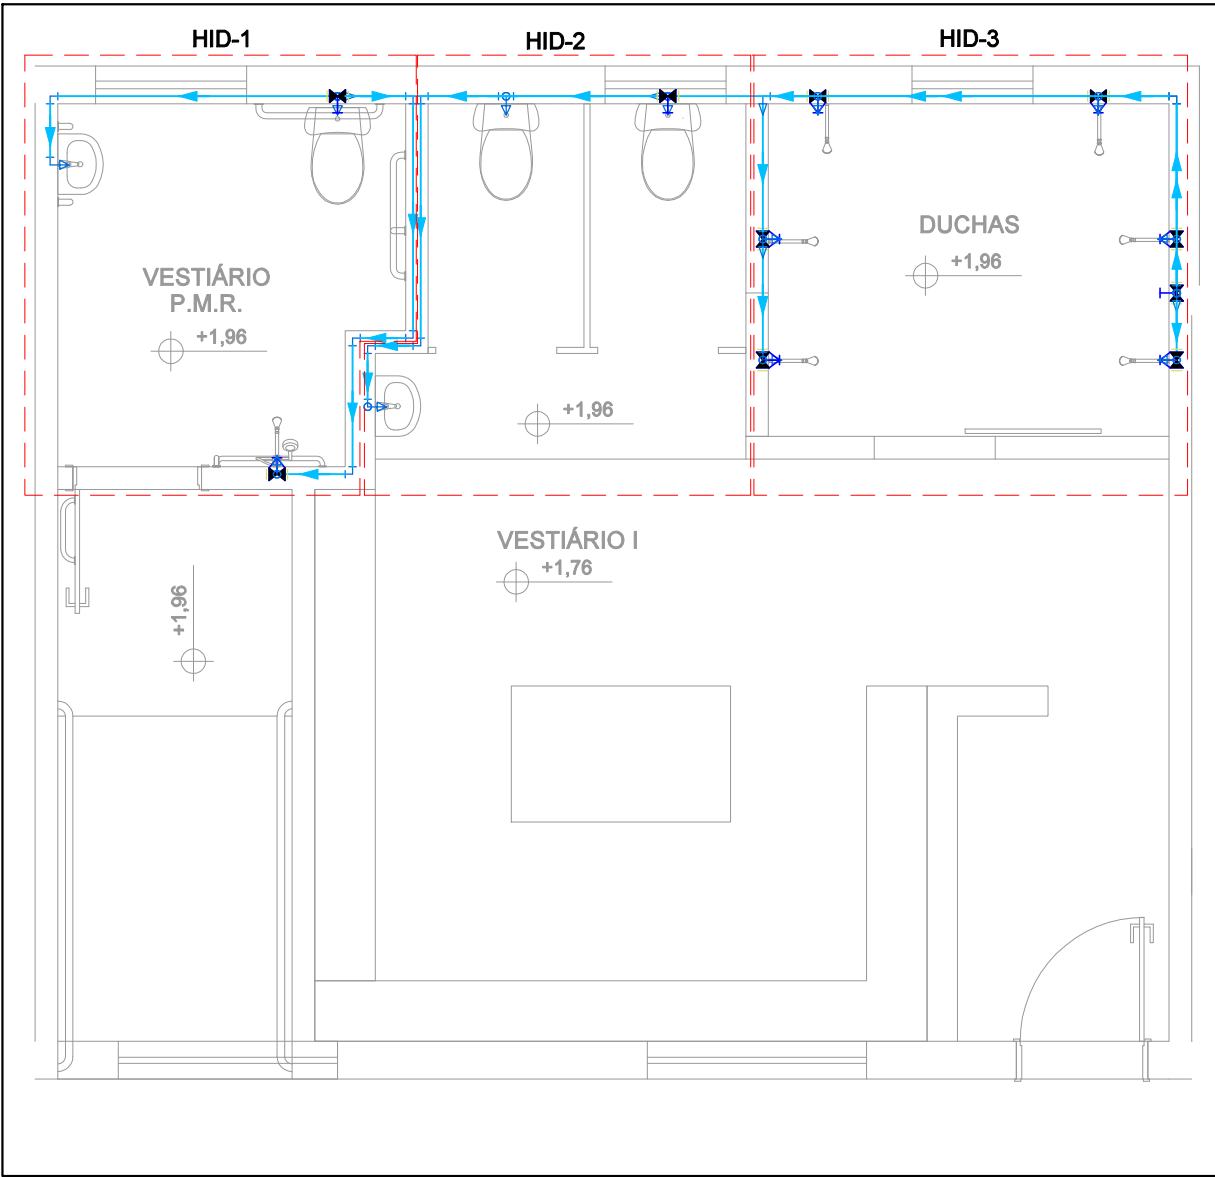 HID-1
HID-2
HID-3
DUCHAS
+1,96
VESTIÁRIO
P.M.R.
+1,96
+1,96
VESTIÁRIO I
+1,76
+1,96